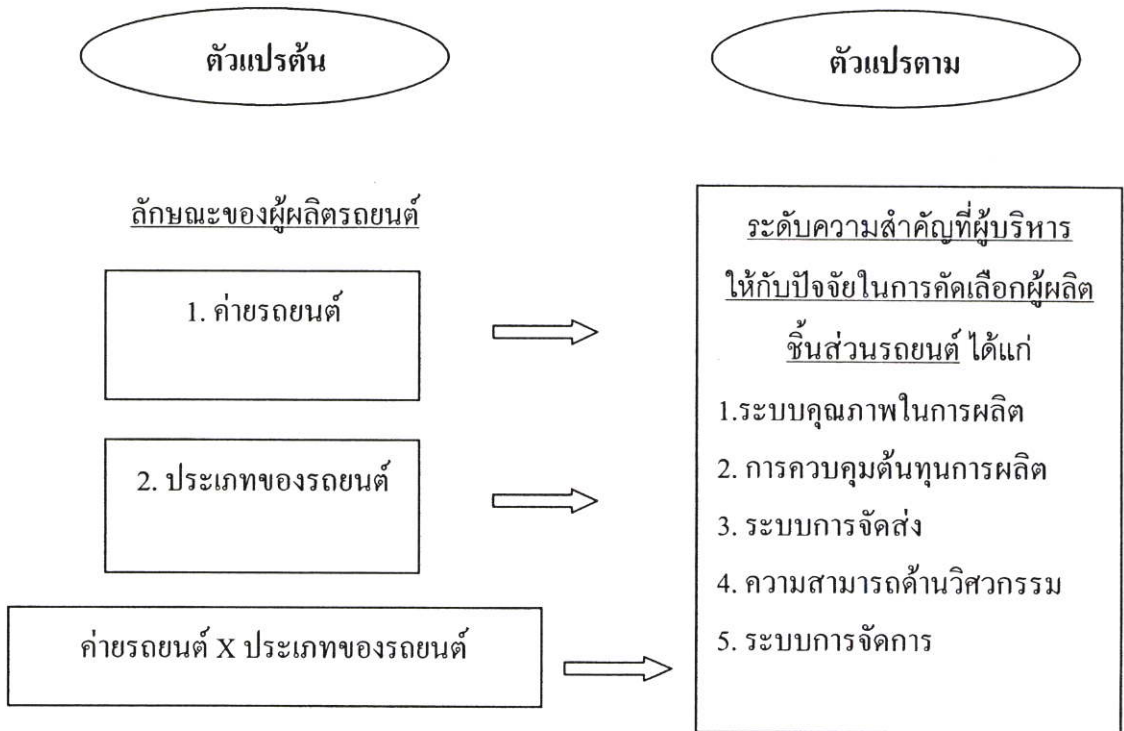 ตัวแปรต้น
ตัวแปรตาม
ลักษณะของผู้ผลิตรถยนต์
1. ค่ายรถยนต์
2. ประเภทของรถยนต์
ค่ายรถยนต์ X ประเภทของรถยนต์
ระดับความสำคัญที่ผู้บริหาร
ให้กับปัจจัยในการคัดเลือกผู้ผลิต
ชิ้นส่วนรถยนต์ ได้แก่
1.ระบบคุณภาพในการผลิต
2. การควบคุมต้นทุนการผลิต
3. ระบบการจัดส่ง
4. ความสามารถด้านวิศวกรรม
5. ระบบการจัดการ